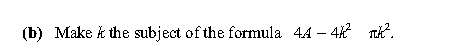 (b) Make k the subject of the formula 4A – 4k² πk².